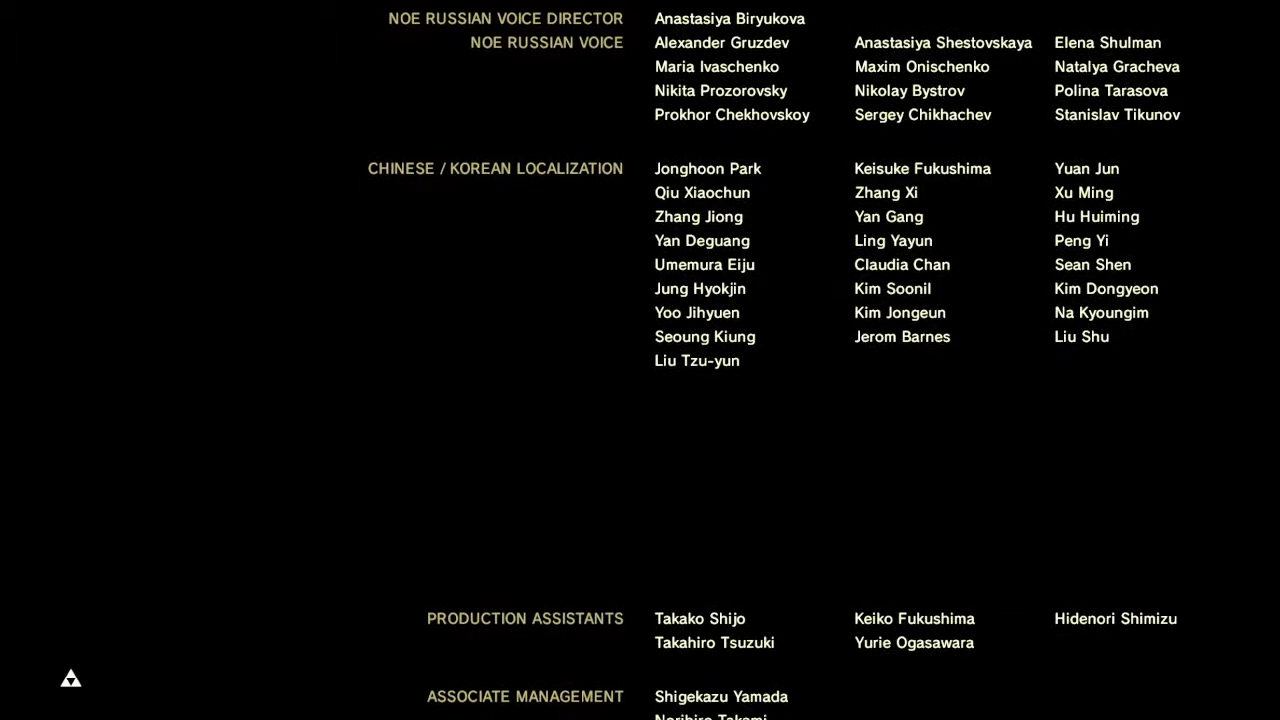 NOE RUSSIAN VOICE DIRECTOR Anastasiya Biryukova
NOE RUSSIAN VOICE Alexander Gruzdev Anastasiya Shestovskaya Elena Shulman
Maria Ivaschenko Maxim Onischenko Natalya Gracheva
Nikita Prozorovsky Nikolay Bystrov Polina Tarasova
Prokhor Chekhovskoy Sergey Chikhachev Stanislav Tikunov
CHINESE / KOREAN LOCALIZATION Jonghoon Park Keisuke Fukushima Yuan Jun
Qiu Xiaochun Zhang Xi Xu Ming
Zhang Jiong Yan Gang Hu Huiming
Yan Deguang Ling Yayun Peng Yi
Umemura Eiju Claudia Chan Sean Shen
Jung Hyokjin Kim Soonil Kim Dongyeon
Yoo Jihyuen Kim Jongeun Na Kyoungim
Seoung Kiung Jerom Barnes Liu Shu
Liu Tzu-yun
PRODUCTION ASSISTANTS Takako Shijo Keiko Fukushima Hidenori Shimizu
Takahiro Tsuzuki Yurie Ogasawara
ASSOCIATE MANAGEMENT Shigekazu Yamada
Norihiro Takami